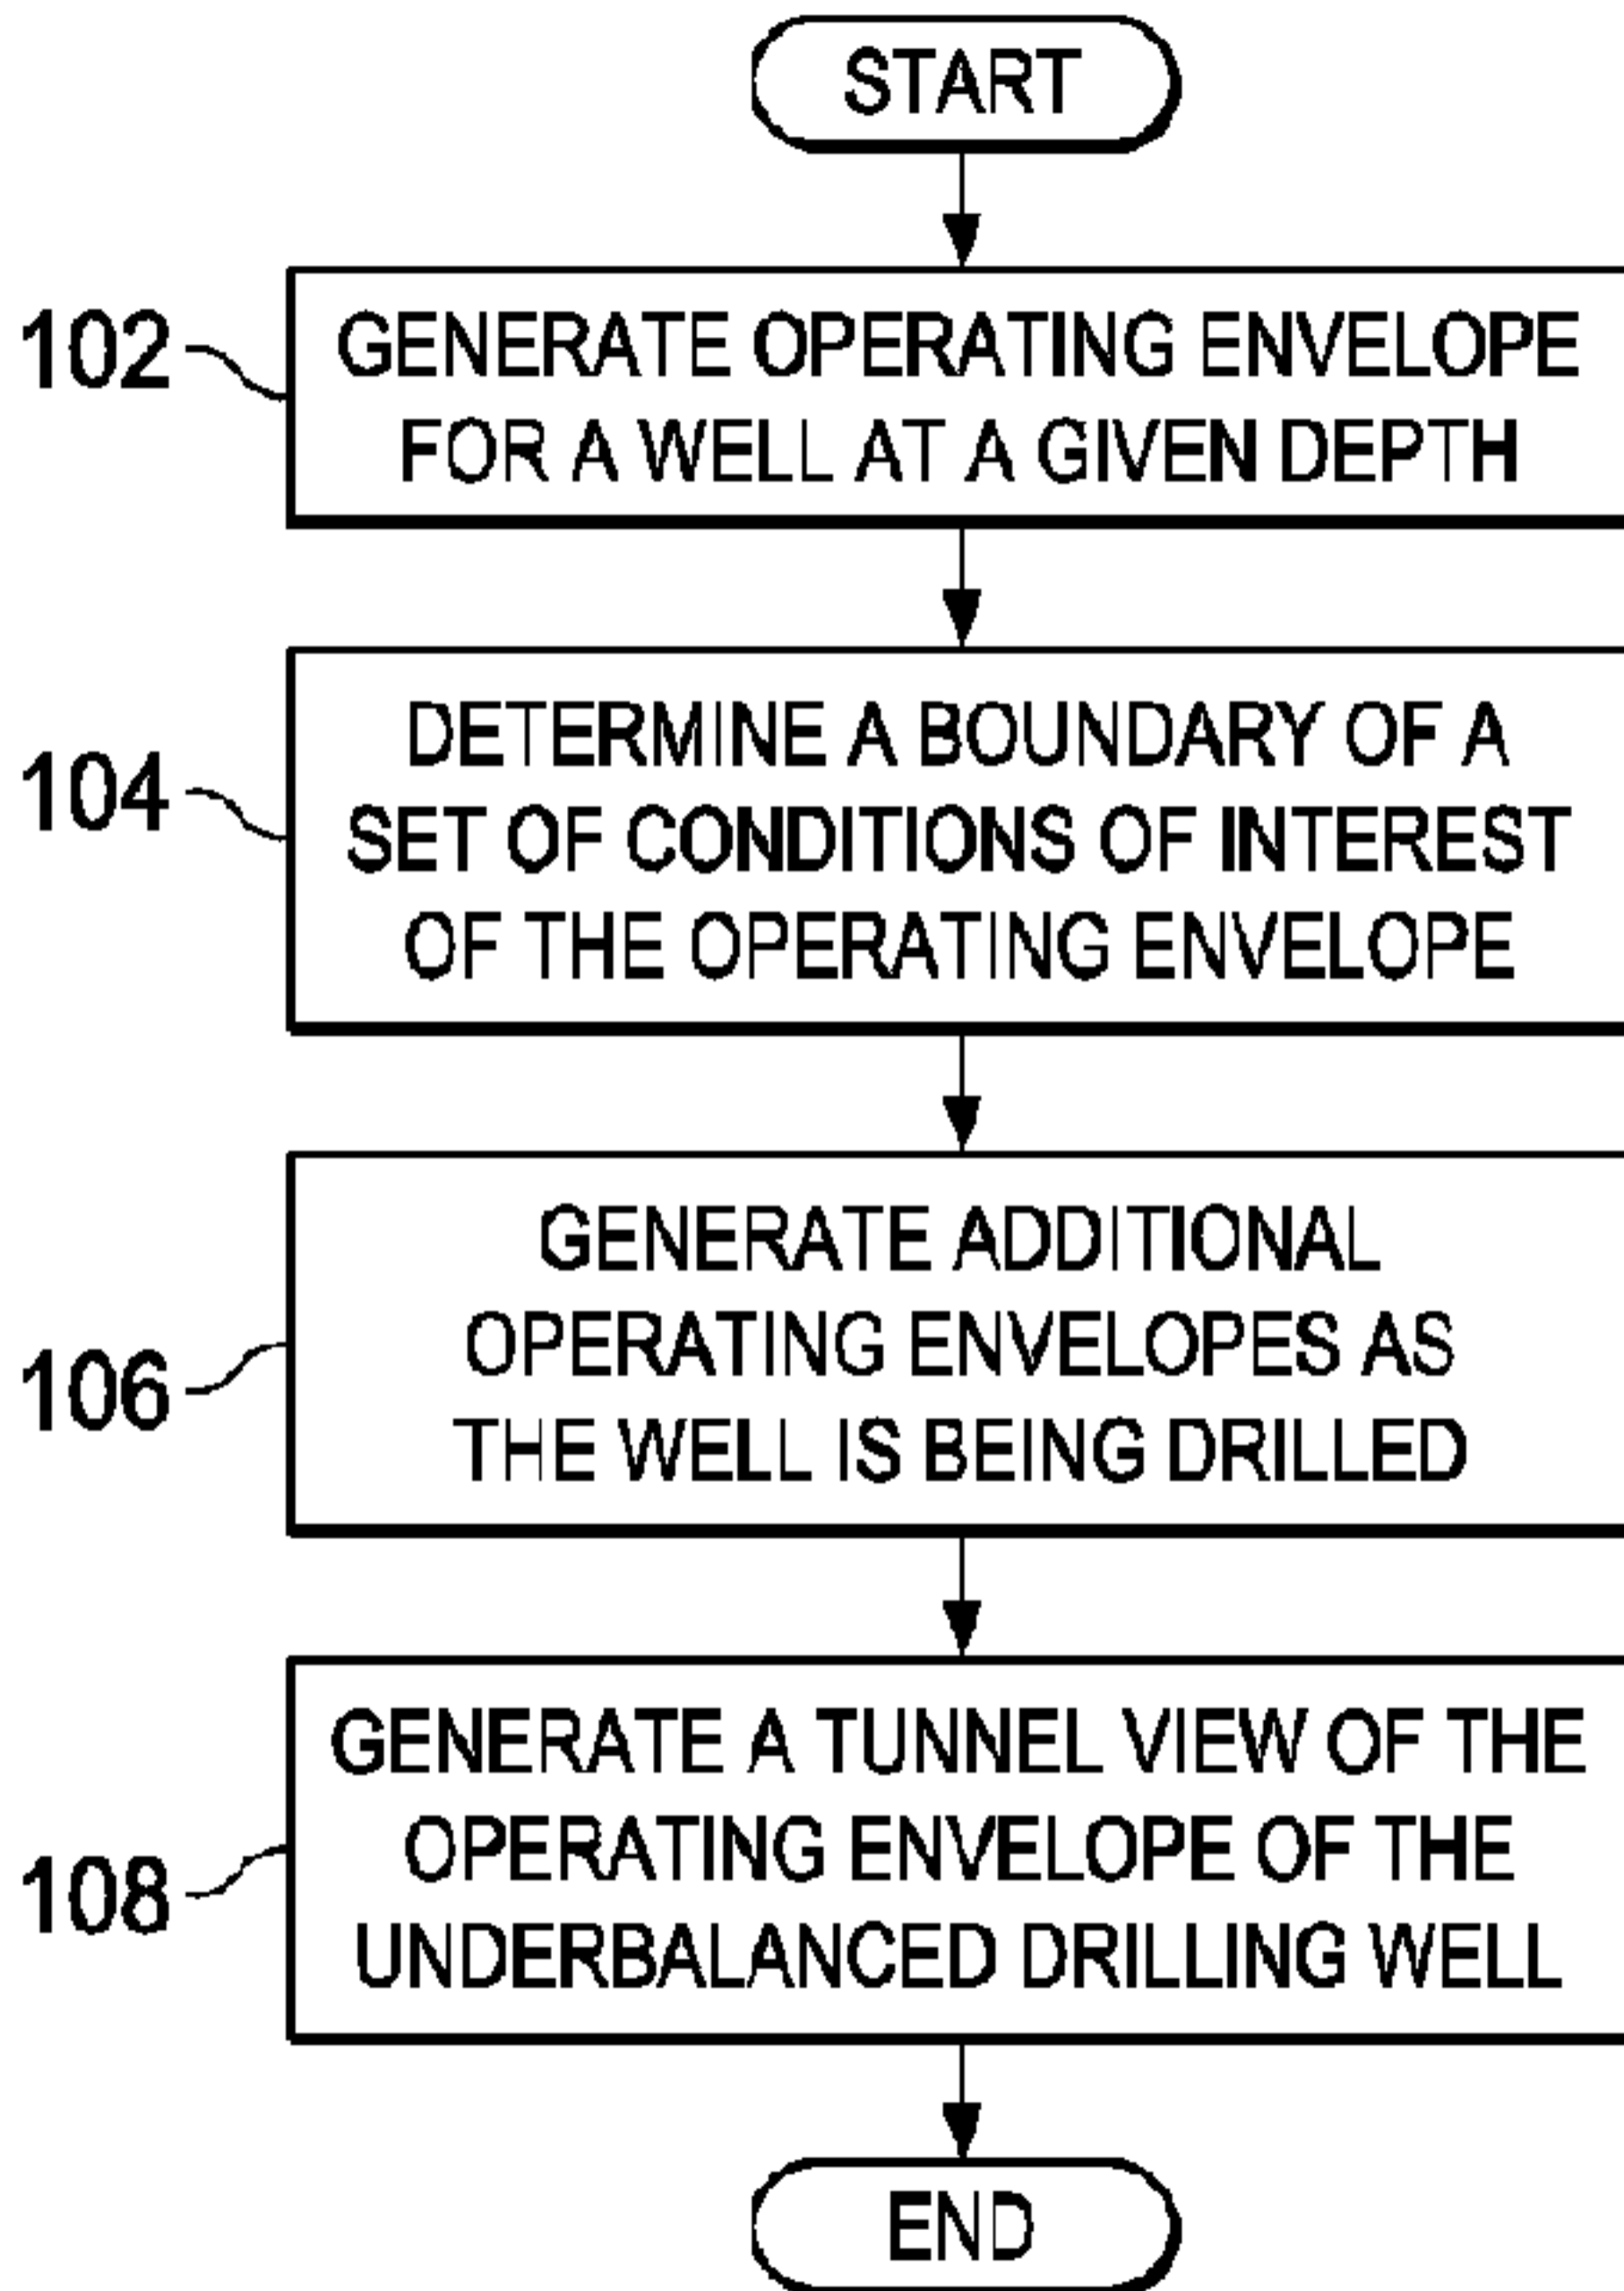 START
102
GENERATE OPERATING ENVELOPE
FOR A WELL AT A GIVEN DEPTH
104
DETERMINE A BOUNDARY OF A
SET OF CONDITIONS OF INTEREST
OF THE OPERATING ENVELOPE
106
GENERATE ADDITIONAL
OPERATING ENVELOPES AS
THE WELL IS BEING DRILLED
108
GENERATE A TUNNEL VIEW OF THE
OPERATING ENVELOPE OF THE
UNDERBALANCED DRILLING WELL
END